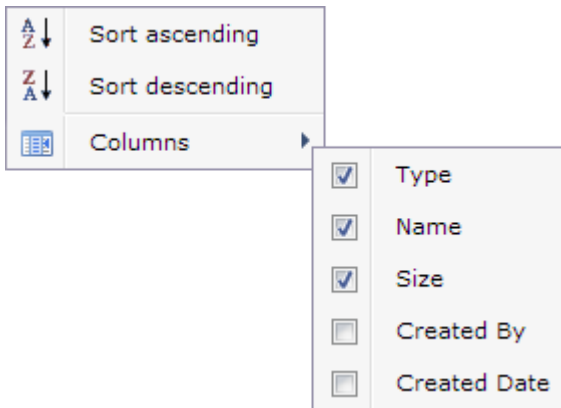 Sort ascending
Sort descending
Columns
Type
Name
Size
Created By
Created Date